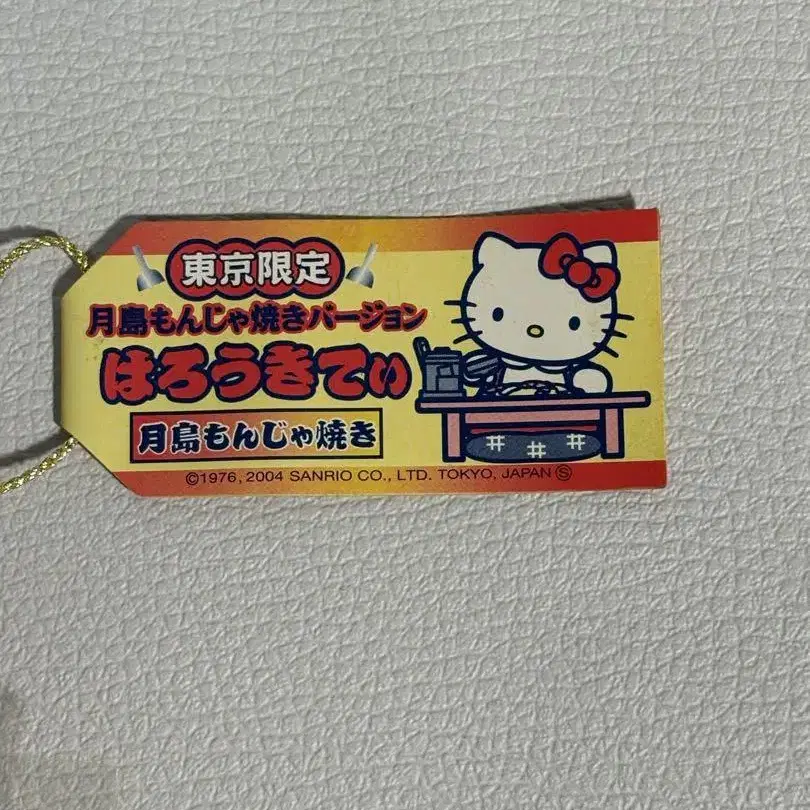 東京限定
月島もんじゃ焼きバージョン
はろうきてぃ
月島もんじゃ焼き
©1976, 2004 SANRIO CO., LTD. TOKYO, JAPAN Ⓢ